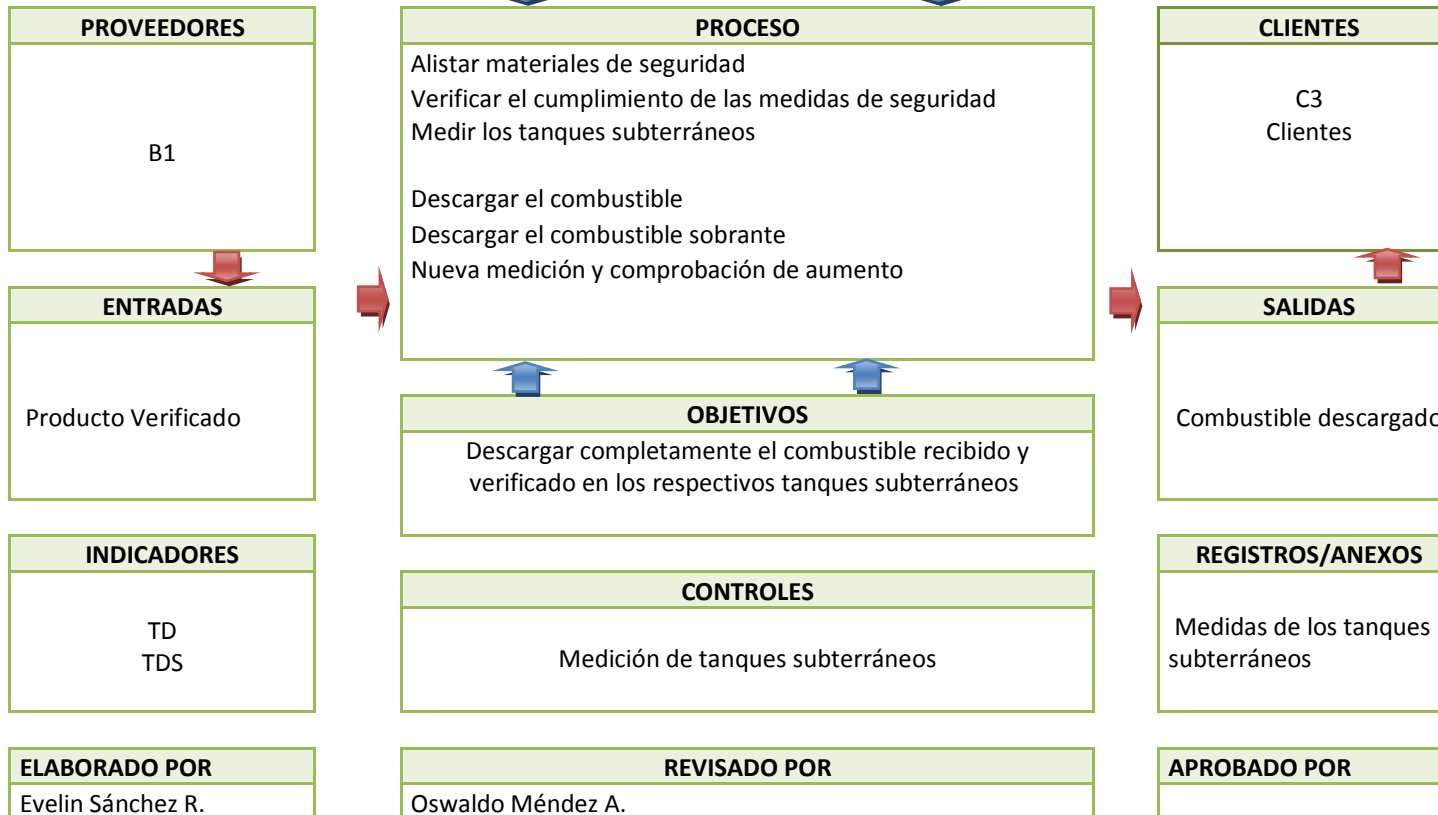 PROVEEDORES
B1
PROCESO
Alistar materiales de seguridad
Verificar el cumplimiento de las medidas de seguridad
Medir los tanques subterráneos
Descargar el combustible
Descargar el combustible sobrante
Nueva medición y comprobación de aumento
CLIENTES
C3
Clientes
ENTRADAS
Producto Verificado
OBJETIVOS
Descargar completamente el combustible recibido y
verificado en los respectivos tanques subterráneos
SALIDAS
Combustible descargado
INDICADORES
TD
TDS
CONTROLES
Medición de tanques subterráneos
REGISTROS/ANEXOS
Medidas de los tanques
subterráneos
ELABORADO POR
Evelin Sánchez R.
REVISADO POR
Oswaldo Méndez A.
APROBADO POR